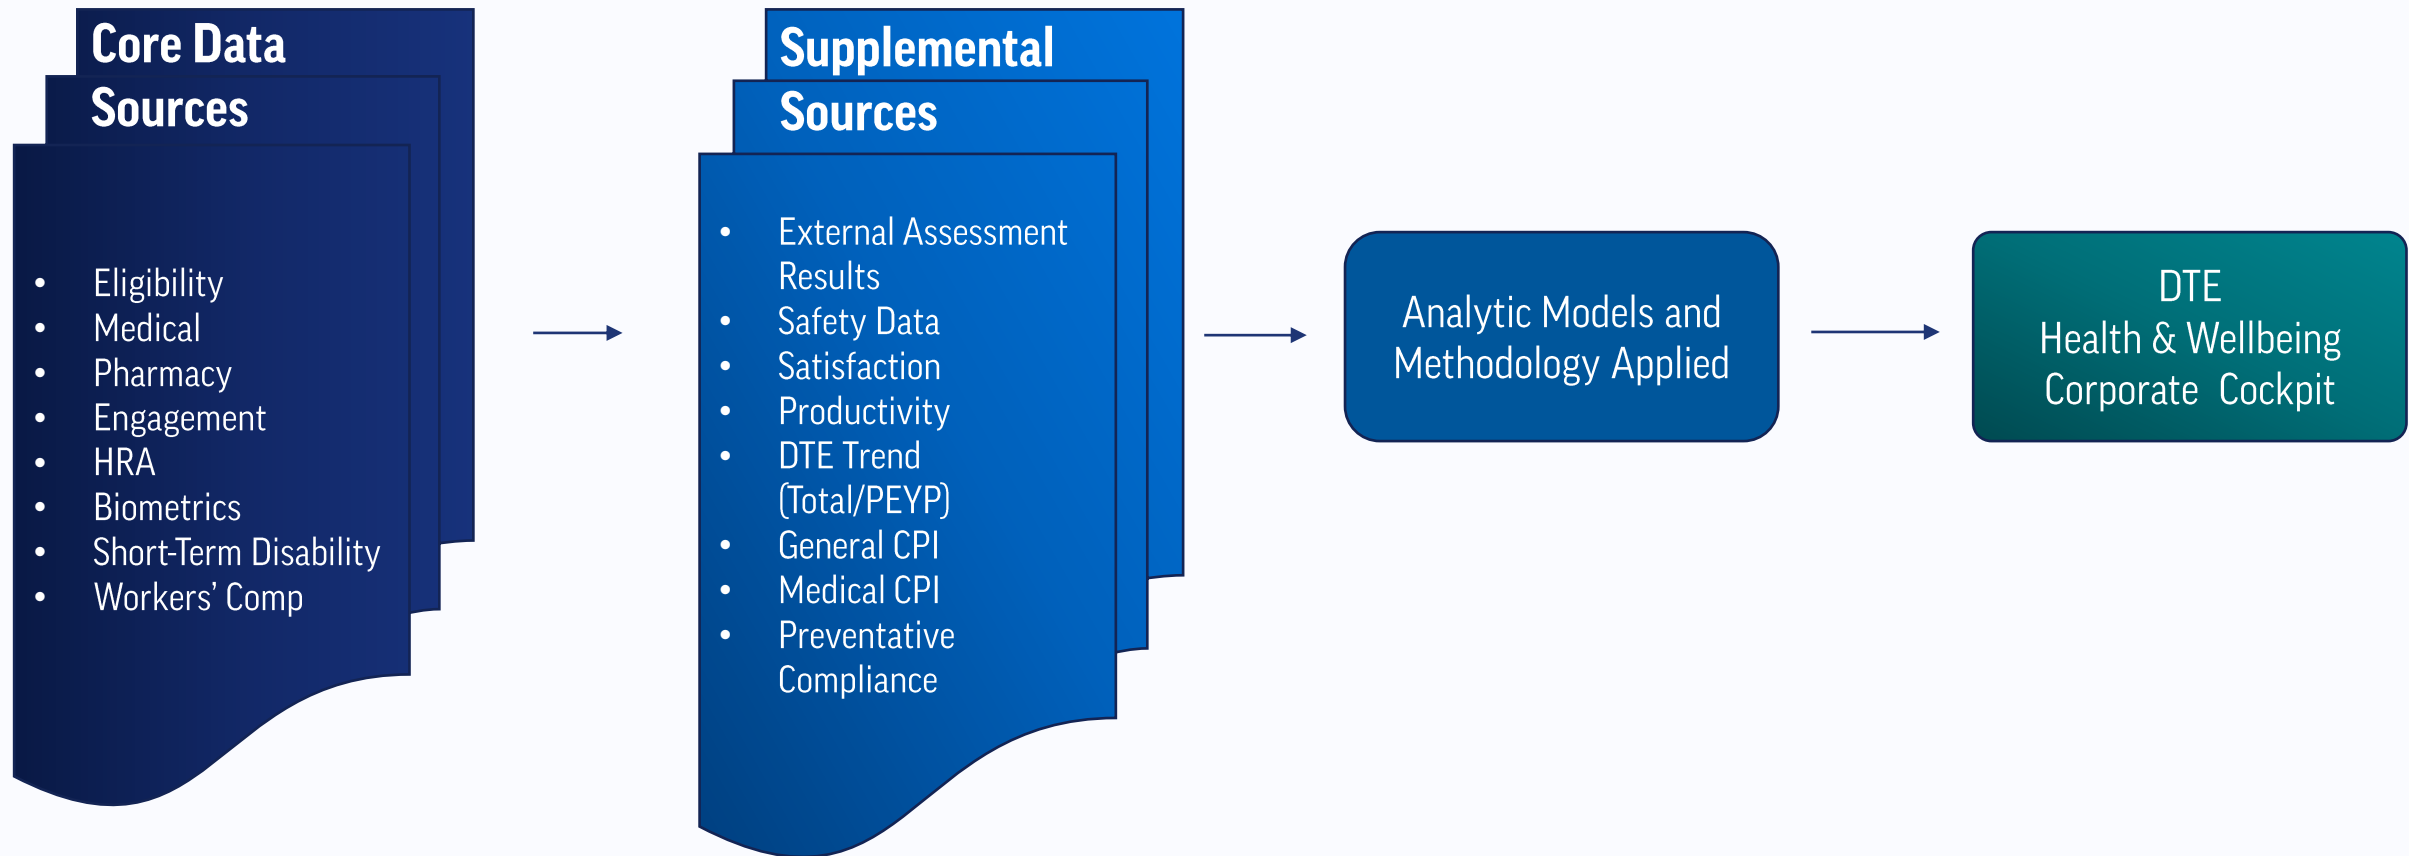 Core Data
Sources
• Eligibility
• Medical
• Pharmacy
• Engagement
• HRA
• Biometrics
• Short-Term Disability
• Workers’ Comp
Supplemental
Sources
• External Assessment
Results
• Safety Data
• Satisfaction
• Productivity
• DTE Trend
(Total/PEYP)
• General CPI
• Medical CPI
• Preventative
Compliance
Analytic Models and
Methodology Applied
DTE
Health & Wellbeing
Corporate Cockpit